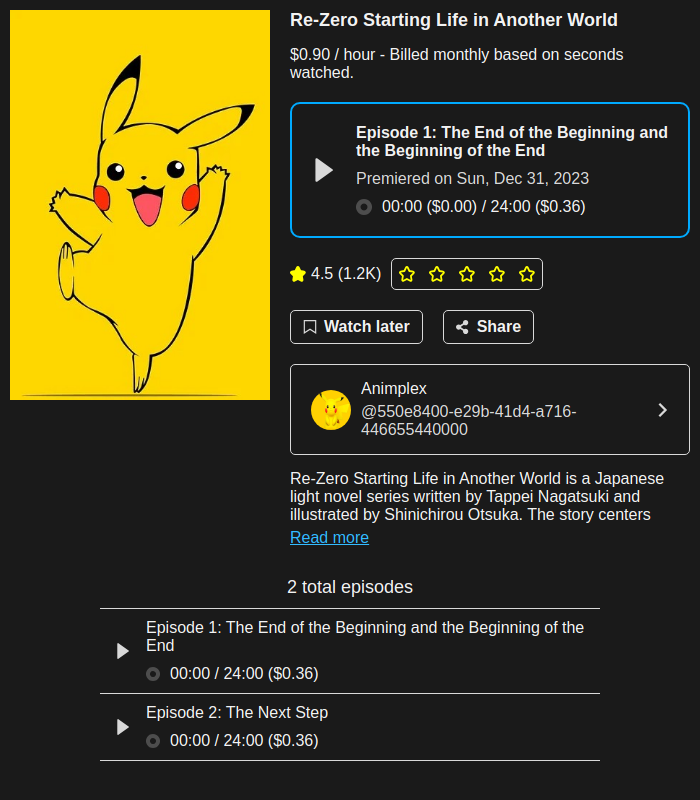 Re-Zero Starting Life in Another World
$0.90 / hour - Billed monthly based on seconds
watched.
Episode 1: The End of the Beginning and
the Beginning of the End
Premiered on Sun, Dec 31, 2023
00:00 ($0.00) / 24:00 ($0.36)
4.5 (1.2K)
Watch later
Share
Animplex
@550e8400-e29b-41d4-a716-
446655440000
Re-Zero Starting Life in Another World is a Japanese
light novel series written by Tappei Nagatsuki and
illustrated by Shinichirou Otsuka. The story centers
Read more
2 total episodes
Episode 1: The End of the Beginning and the Beginning of the
End
00:00 / 24:00 ($0.36)
Episode 2: The Next Step
00:00 / 24:00 ($0.36)